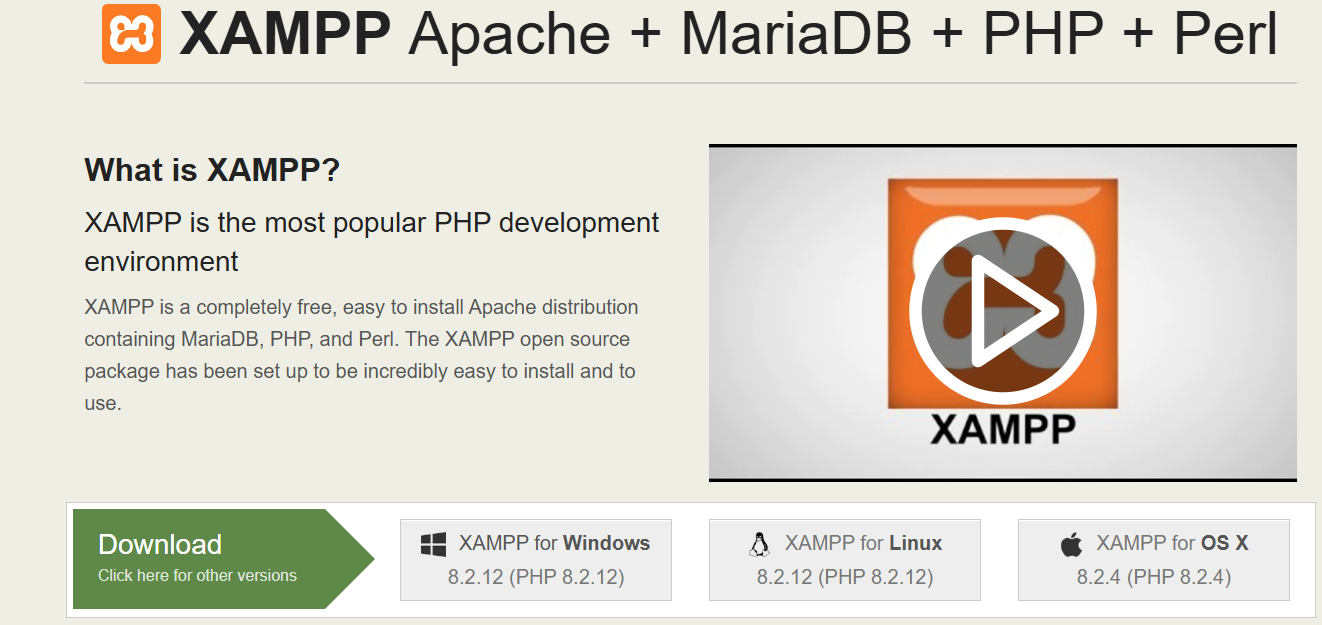 XAMPP Apache + MariaDB + PHP + Perl
What is XAMPP?
XAMPP is the most popular PHP development
environment
XAMPP is a completely free, easy to install Apache distribution
containing MariaDB, PHP, and Perl. The XAMPP open source
package has been set up to be incredibly easy to install and to
use.
XAMPP
Download
Click here for other versions
XAMPP for Windows
8.2.12 (PHP 8.2.12)
XAMPP for Linux
8.2.12 (PHP 8.2.12)
XAMPP for OS X
8.2.4 (PHP 8.2.4)